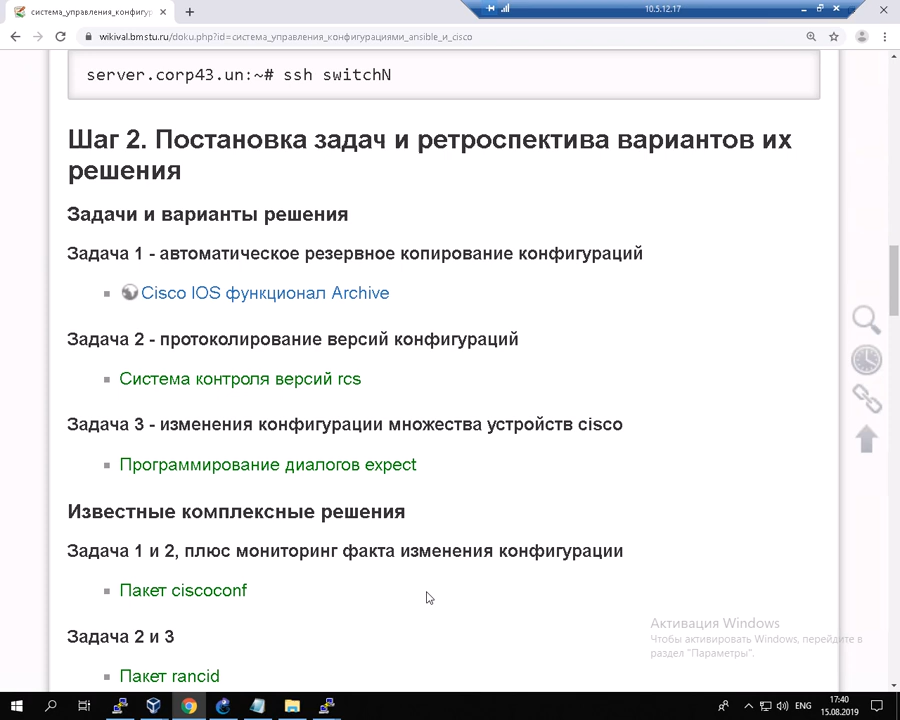 система_управления_конфигур
10.5.12.17
wikival.bmstu.ru/doku.php?id=система_управления_конфигурациями_ansible_и_cisco
server.corp43.un:~# ssh switchN
Шаг 2. Постановка задач и ретроспектива вариантов их
решения
Задачи и варианты решения
Задача 1 - автоматическое резервное копирование конфигураций
Cisco IOS функционал Archive
Задача 2 - протоколирование версий конфигураций
Система контроля версий rcs
Задача 3 - изменения конфигурации множества устройств cisco
Программирование диалогов expect
Известные комплексные решения
Задача 1 и 2, плюс мониторинг факта изменения конфигурации
Пакет ciscoconf
Задача 2 и 3
Пакет rancid
Активация Windows
Чтобы активировать Windows, перейдите в
раздел "Параметры".
ENG
17:40
15.08.2019